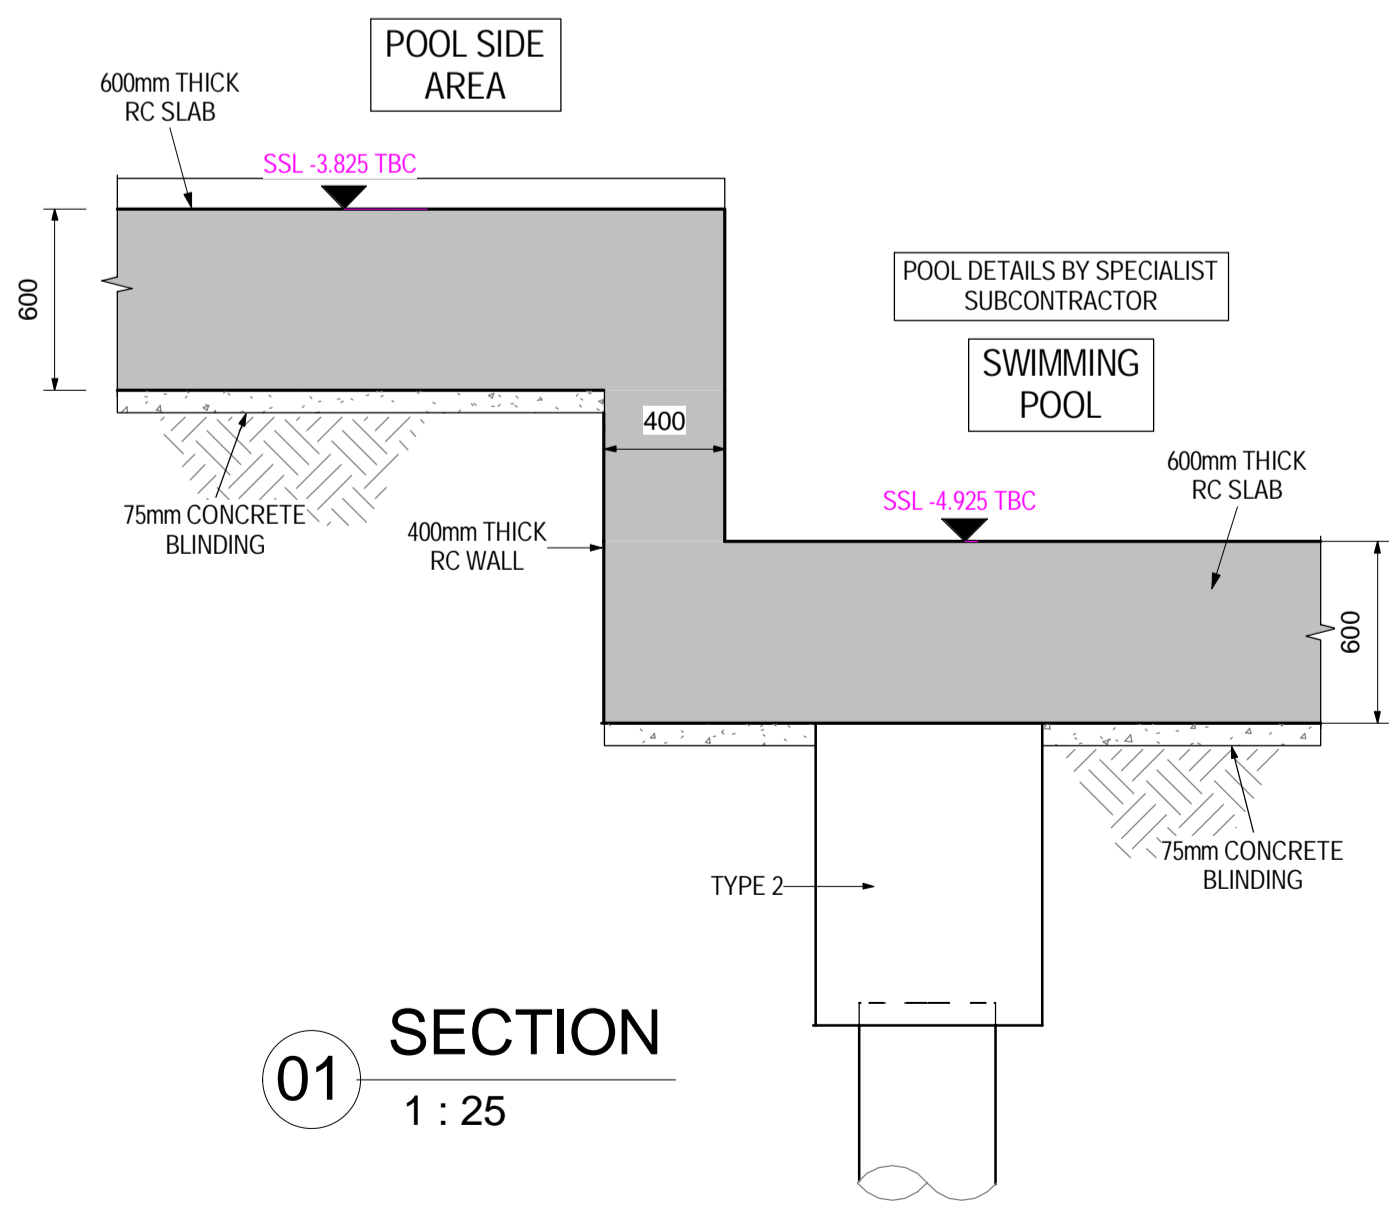 POOL SIDE
AREA
600mm THICK
RC SLAB
SSL -3.825 TBC
600
POOL DETAILS BY SPECIALIST
SUBCONTRACTOR
SWIMMING
POOL
400
600mm THICK
RC SLAB
SSL -4.925 TBC
75mm CONCRETE
BLINDING
400mm THICK
RC WALL
600
75mm CONCRETE
BLINDING
TYPE 2
01
SECTION
1 : 25